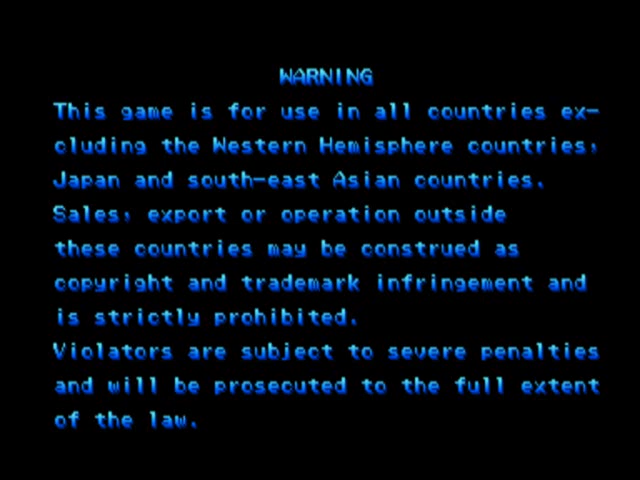 WARNING
This game is for use in all countries ex-
cluding the Western Hemisphere countries,
Japan and south-east Asian countries.
Sales, export or operation outside
these countries may be construed as
copyright and trademark infringement and
is strictly prohibited.
Violators are subject to severe penalties
and will be prosecuted to the full extent
of the law.